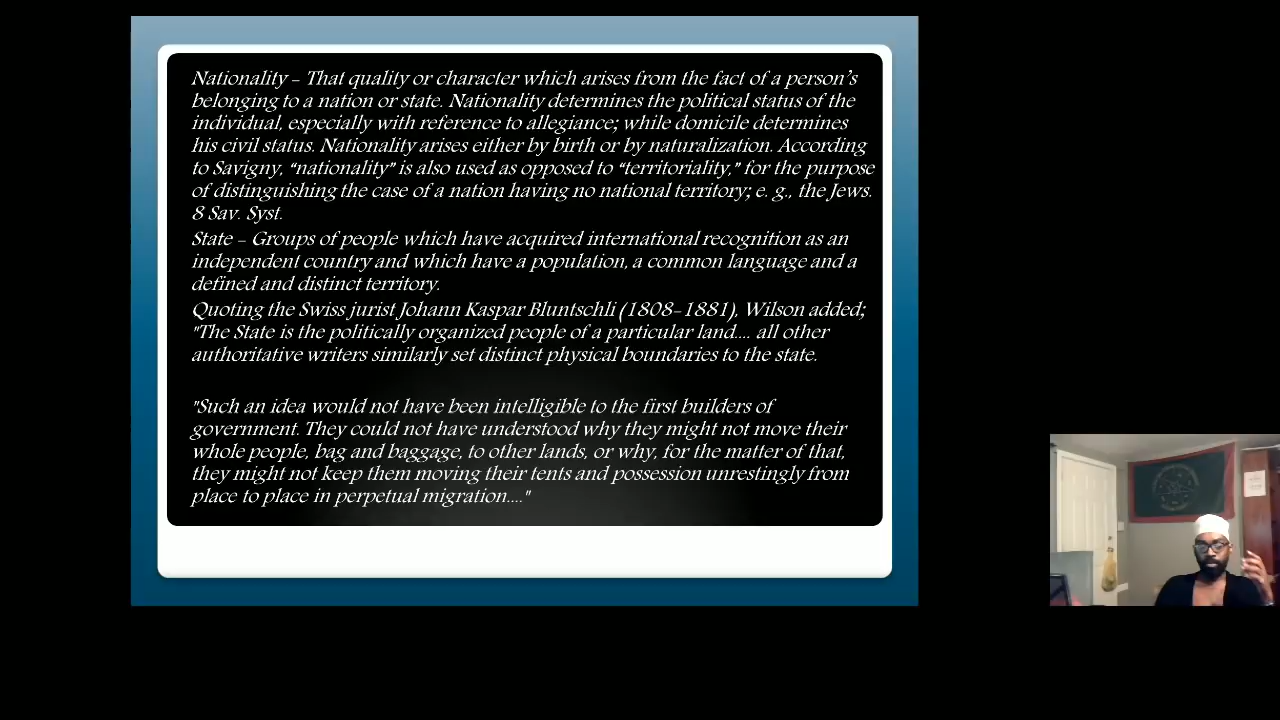 Nationality – That quality or character which arises from the fact of a person’s
belonging to a nation or state. Nationality determines the political status of the
individual, especially with reference to allegiance; while domicile determines
his civil status. Nationality arises either by birth or by naturalization. According
to Savigny, “nationality” is also used as opposed to “territoriality,” for the purpose
of distinguishing the case of a nation having no national territory; e. g., the Jews.
8 Sav. Syst.
State – Groups of people which have acquired international recognition as an
independent country and which have a population, a common language and a
defined and distinct territory.
Quoting the Swiss jurist Johann Kaspar Bluntschli (1808-1881), Wilson added;
"The State is the politically organized people of a particular land.... all other
authoritative writers similarly set distinct physical boundaries to the state.
"Such an idea would not have been intelligible to the first builders of
government. They could not have understood why they might not move their
whole people, bag and baggage, to other lands, or why, for the matter of that,
they might not keep them moving their tents and possession unrestingly from
place to place in perpetual migration...."